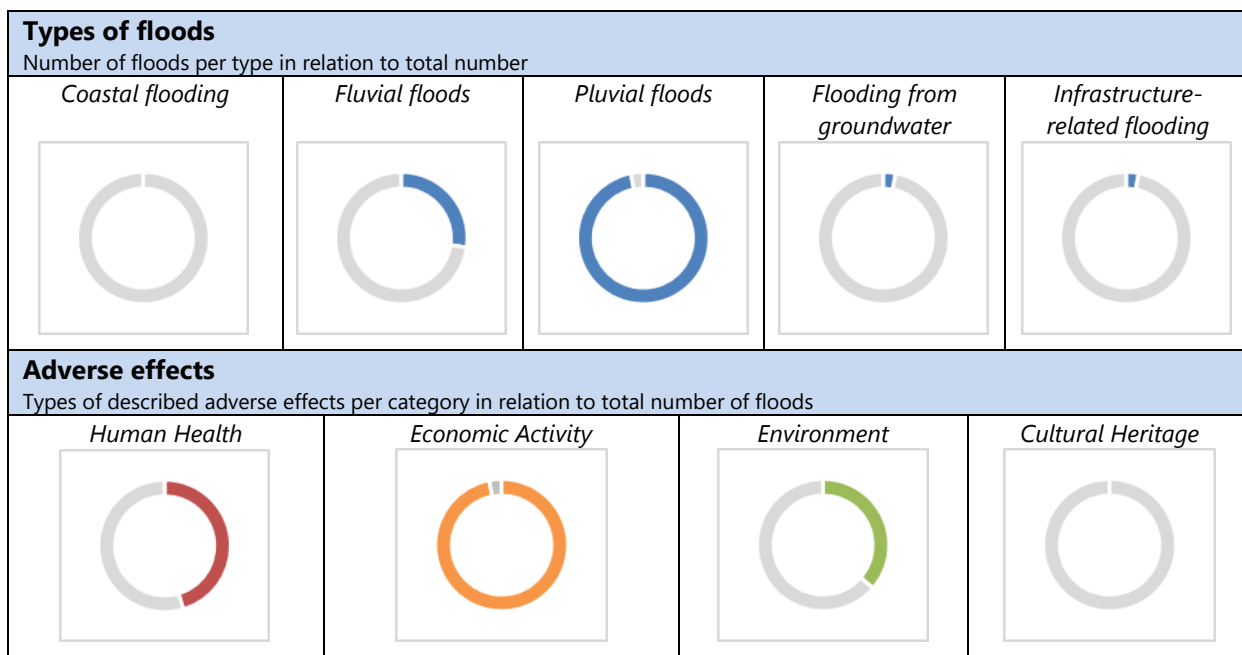 Types of floods
Number of floods per type in relation to total number
Coastal flooding
Fluvial floods
Pluvial floods
Flooding from
groundwater
Infrastructure-
related flooding
Adverse effects
Types of described adverse effects per category in relation to total number of floods
Human Health
Economic Activity
Environment
Cultural Heritage